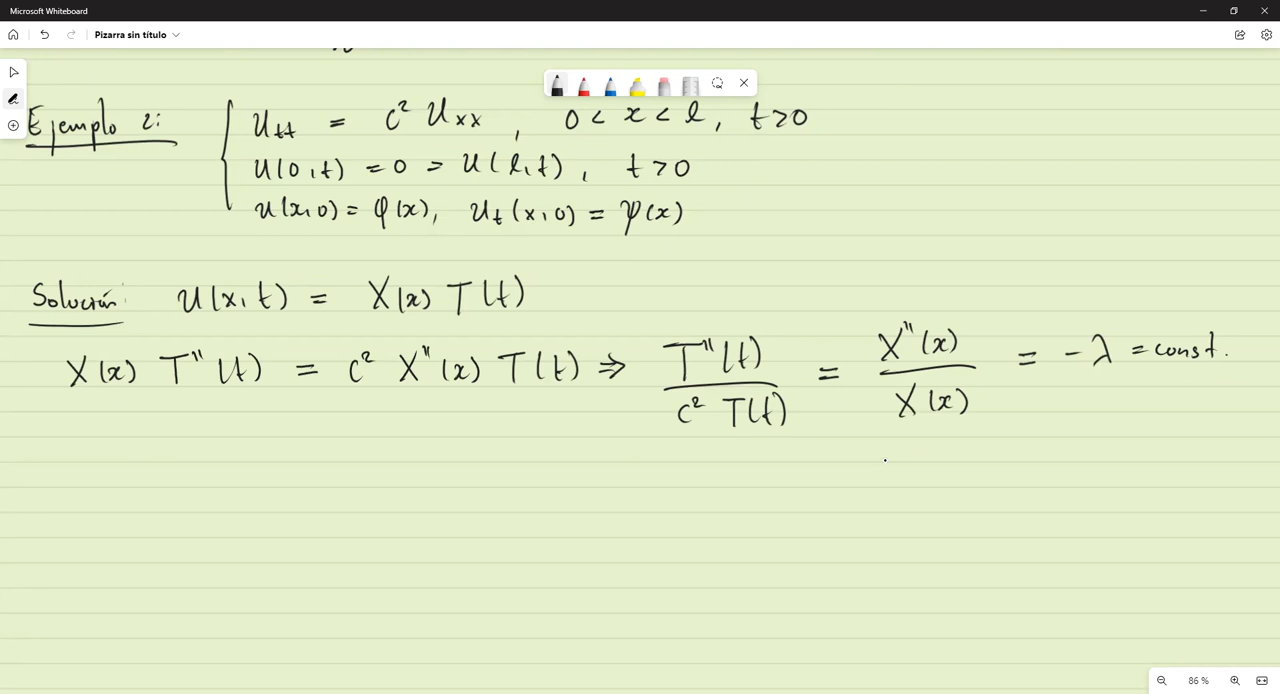 Microsoft Whiteboard
Pizarra sin título
Ejemplo 2: u_tt = c² u_xx , 0 < x < l, t > 0
u(0,t) = 0 = u(l,t), t > 0
u(x,0) = φ(x), u_t(x,0) = ψ(x)
Solución: u(x,t) = X(x) T(t)
X(x) T''(t) = c² X''(x) T(t) ⇒ T''(t) / c² T(t) = X''(x) / X(x) = -λ = const.
86 %